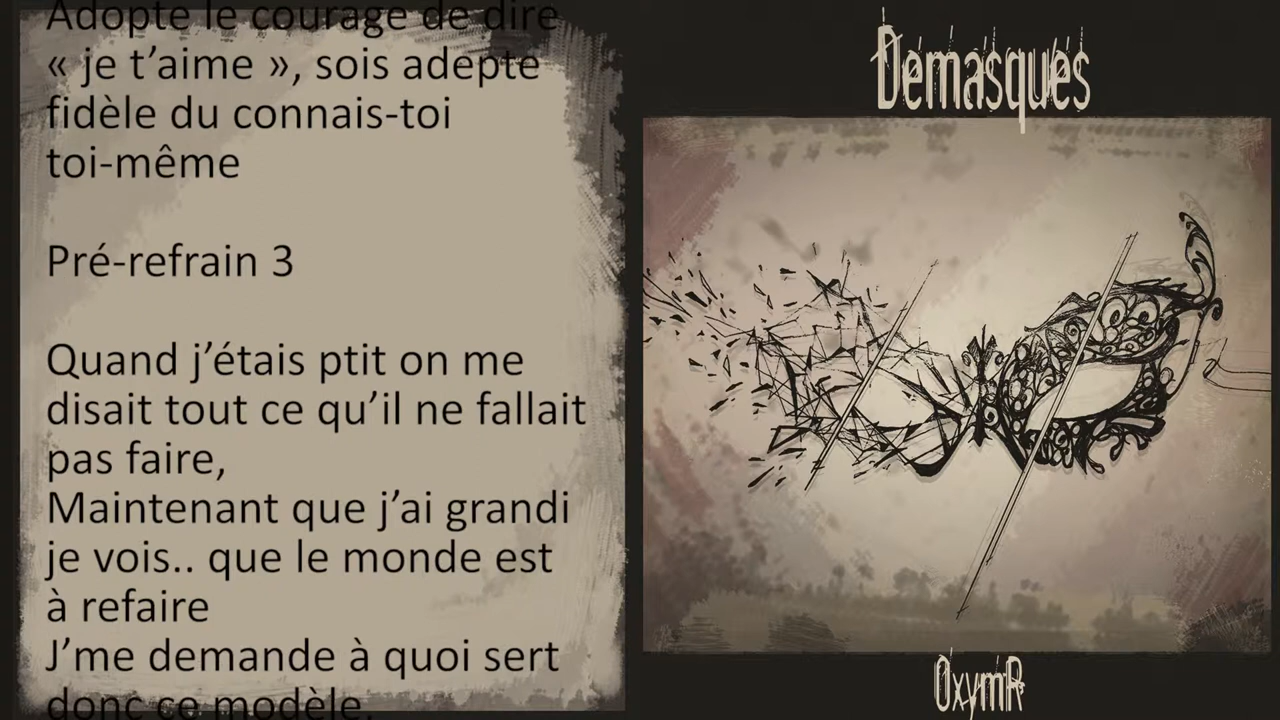 Adopte le courage de dire
« je t’aime », sois adepte
fidèle du connais-toi
toi-même
Pré-refrain 3
Quand j’étais ptit on me
disait tout ce qu’il ne fallait
pas faire,
Maintenant que j’ai grandi
je vois.. que le monde est
à refaire
J’me demande à quoi sert
donc ce modèle,
Démasqués
OxymR